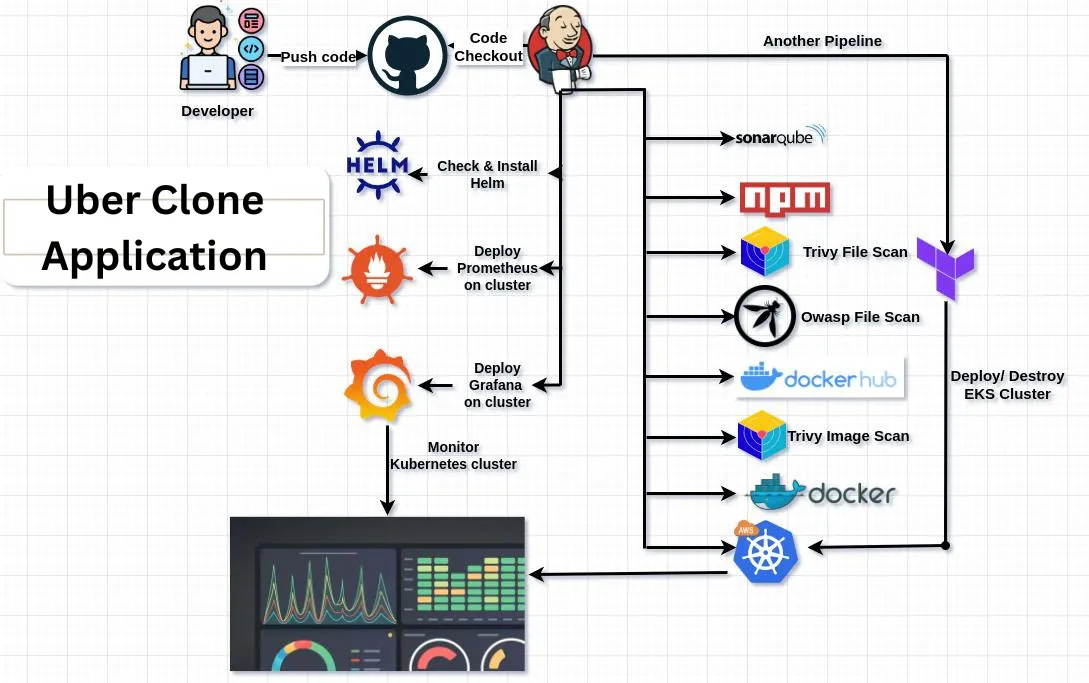 Push code
Code
Checkout
Another Pipeline
Developer
Uber Clone
Application
HELM
Check & Install
Helm
Deploy
Prometheus
on cluster
Deploy
Grafana
on cluster
Monitor
Kubernetes cluster
sonarqube
npm
Trivy File Scan
Owasp File Scan
dockerhub
Trivy Image Scan
docker
AWS
Deploy/ Destroy
EKS Cluster